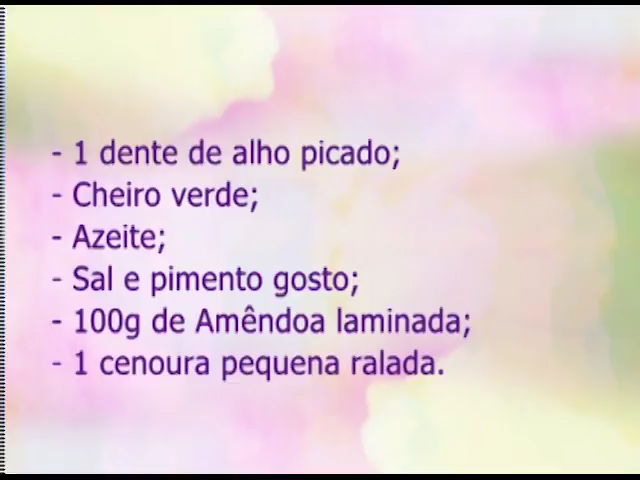 - 1 dente de alho picado;
- Cheiro verde;
- Azeite;
- Sal e pimento gosto;
- 100g de Amêndoa laminada;
- 1 cenoura pequena ralada.